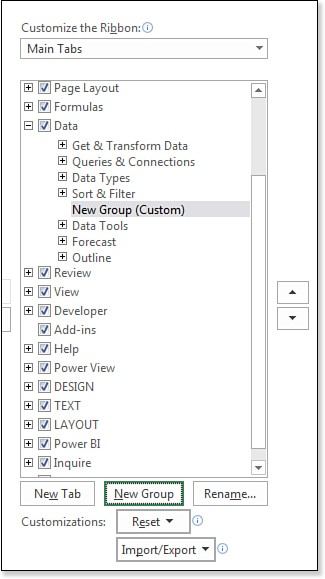 Customize the Ribbon:
Main Tabs
Page Layout
Formulas
Data
Get & Transform Data
Queries & Connections
Data Types
Sort & Filter
New Group (Custom)
Data Tools
Forecast
Outline
Review
View
Developer
Add-ins
Help
Power View
DESIGN
TEXT
LAYOUT
Power BI
Inquire
New Tab New Group Rename...
Customizations: Reset
Import/Export